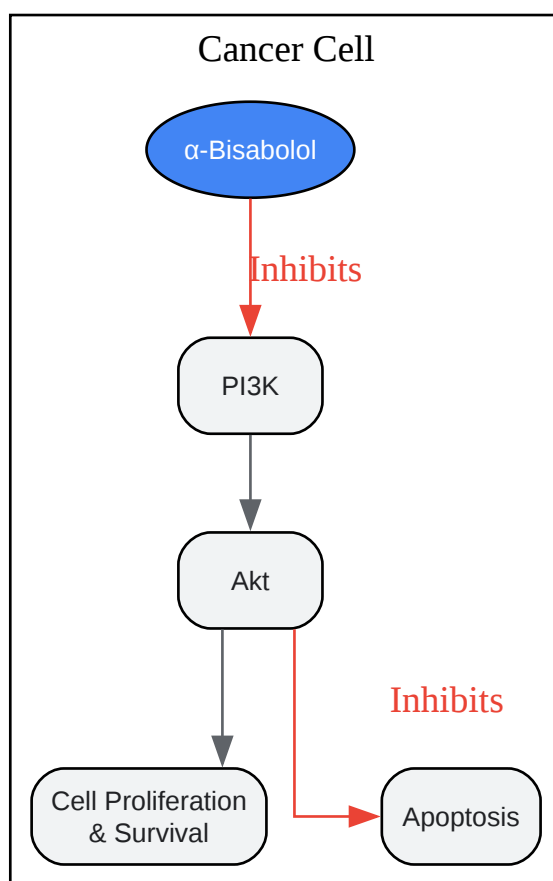 Cancer Cell
α-Bisabolol
Inhibits
PI3K
Akt
Inhibits
Cell Proliferation
& Survival
Apoptosis